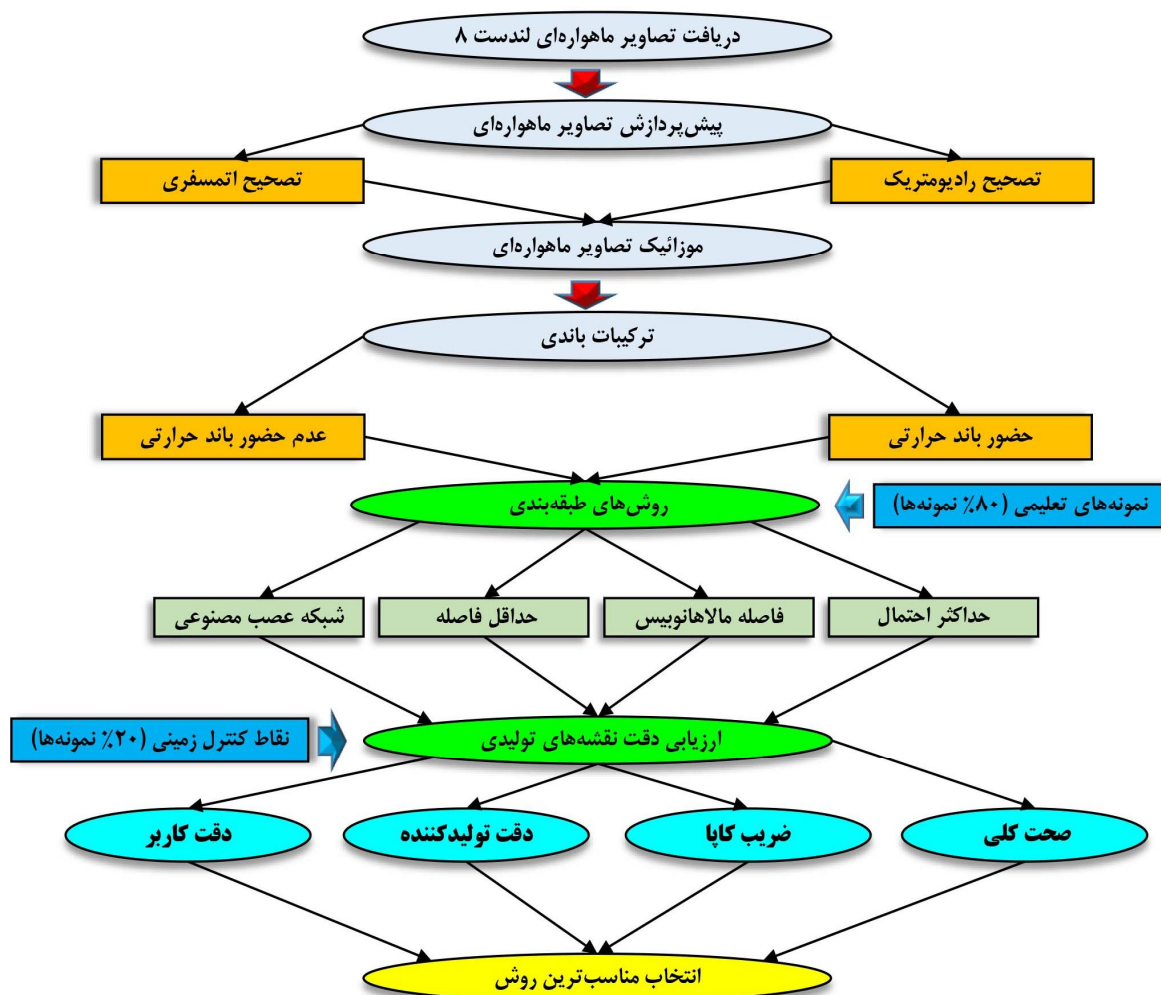 دریافت تصاویر ماهواره‌ای لندست ۸
پیش‌پردازش تصاویر ماهواره‌ای
تصحیح رادیومتریک
تصحیح اتمسفری
موزائیک تصاویر ماهواره‌ای
ترکیبات باندی
حضور باند حرارتی
عدم حضور باند حرارتی
نمونه‌های تعلیمی (۸۰٪ نمونه‌ها)
روش‌های طبقه‌بندی
حداکثر احتمال
فاصله مالاهانوبیس
حداقل فاصله
شبکه عصب مصنوعی
ارزیابی دقت نقشه‌های تولیدی
نقاط کنترل زمینی (۲۰٪ نمونه‌ها)
صحت کلی
ضریب کاپا
دقت تولیدکننده
دقت کاربر
انتخاب مناسب‌ترین روش